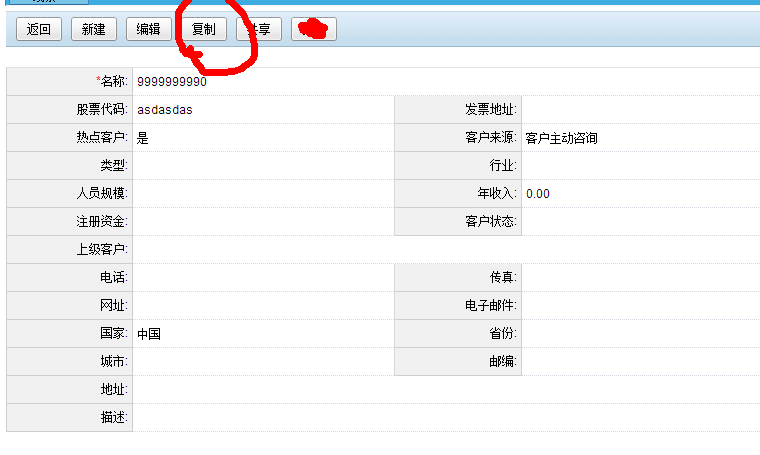 返回 新建 编辑 复制 共享
*名称: 9999999990
股票代码: asdasdas 发票地址:
热点客户: 是 客户来源: 客户主动咨询
类型: 行业:
人员规模: 年收入: 0.00
注册资金: 客户状态:
上级客户:
电话: 传真:
网址: 电子邮件:
国家: 中国 省份:
城市: 邮编:
地址:
描述: